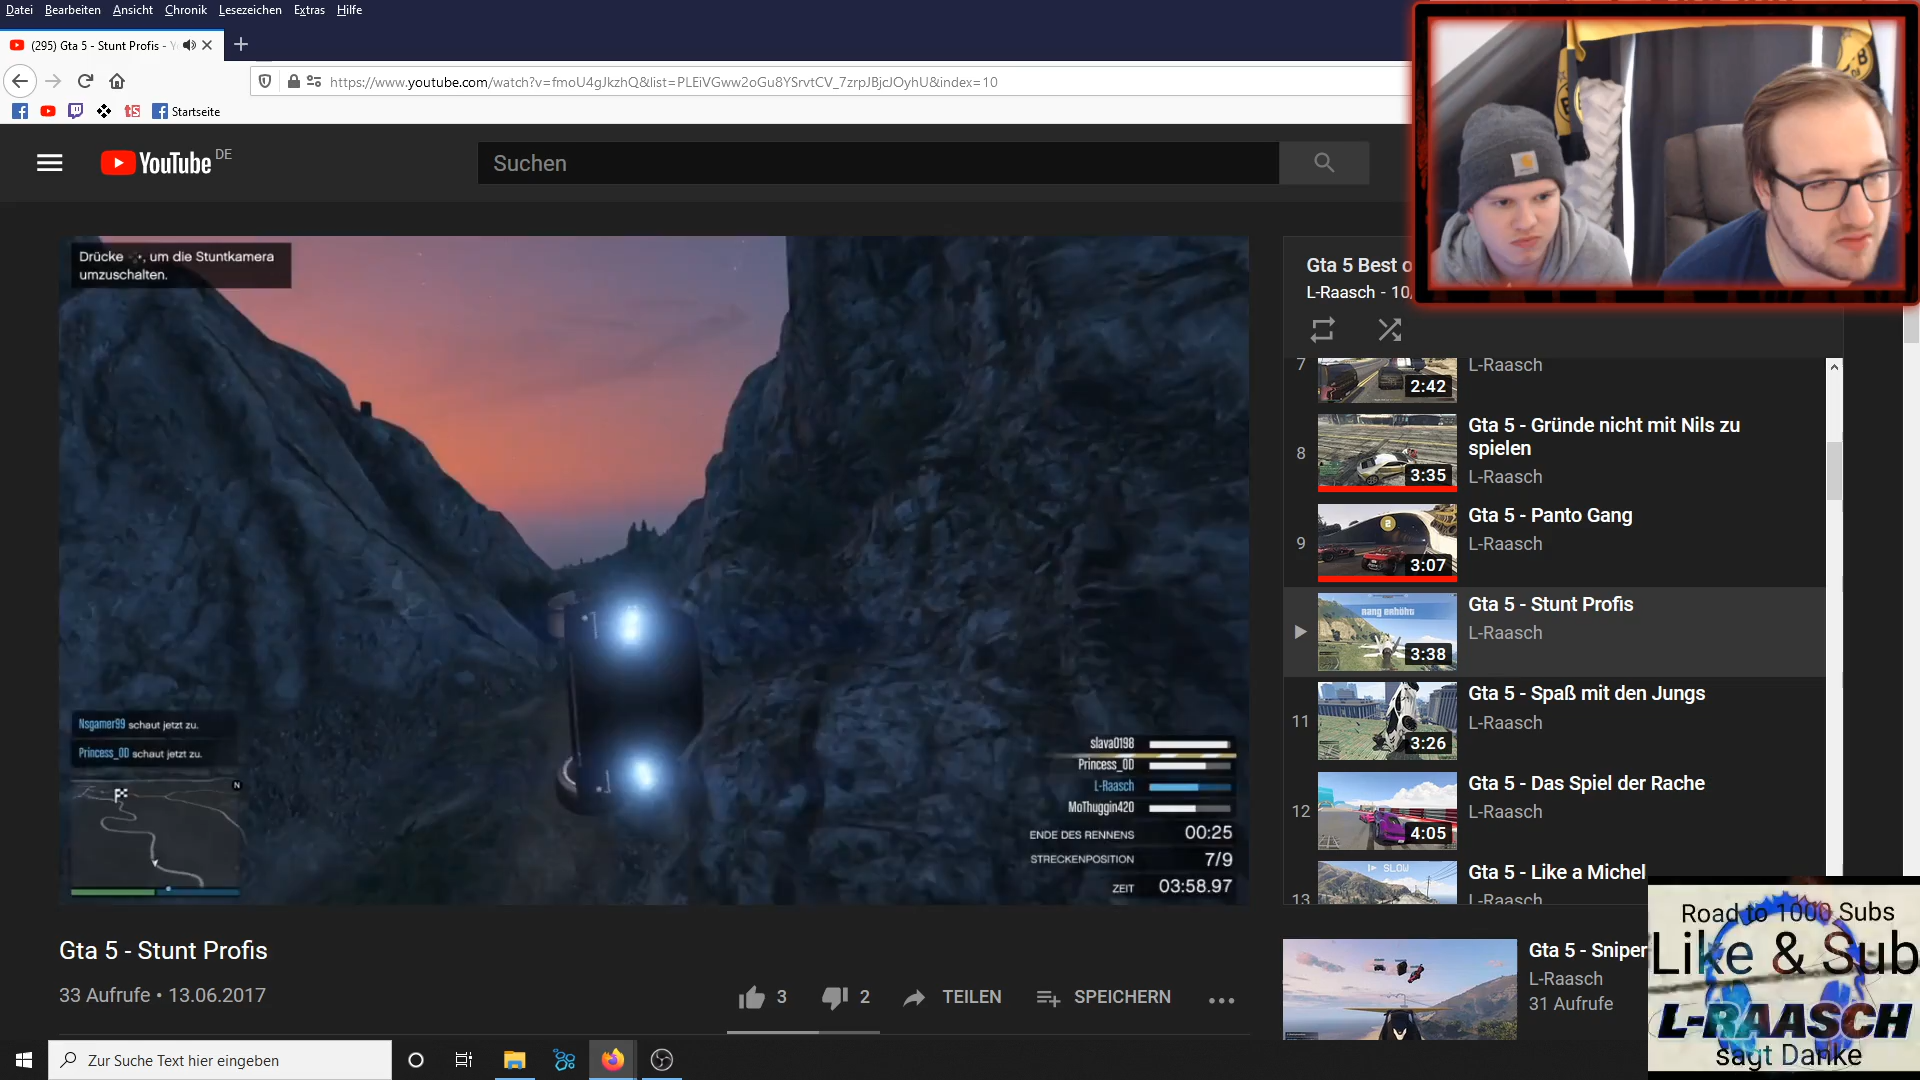 Datei Bearbeiten Ansicht Chronik Lesezeichen Extras Hilfe
(295) Gta 5 - Stunt Profis - Y
https://www.youtube.com/watch?v=fmoU4gJkzhQ&list=PLEiVGww2oGu8YSrvtCV_7zrpJBjcJOyhU&index=10
Startseite
YouTube DE
Suchen
Drücke , um die Stuntkamera
umzuschalten.
Nsgamer99 schaut jetzt zu.
Princess_0D schaut jetzt zu.
N
slava0198
Princess_0D
L-Raasch
MoThuggin420
ENDE DES RENNENS 00:25
STRECKENPOSITION 7/9
ZEIT 03:58.97
Gta 5 - Stunt Profis
33 Aufrufe • 13.06.2017
3 2 TEILEN SPEICHERN
Gta 5 Best o
L-Raasch - 10
7 2:42 L-Raasch
8 3:35 Gta 5 - Gründe nicht mit Nils zu
spielen
L-Raasch
9 3:07 Gta 5 - Panto Gang
L-Raasch
rang erhöht 3:38 Gta 5 - Stunt Profis
L-Raasch
11 3:26 Gta 5 - Spaß mit den Jungs
L-Raasch
12 4:05 Gta 5 - Das Spiel der Rache
L-Raasch
13 SLOW Gta 5 - Like a Michel
L-Raasch
Gta 5 - Sniper
L-Raasch
31 Aufrufe
Road to 1000 Subs
Like & Sub
L-RAASCH
sagt Danke
Zur Suche Text hier eingeben